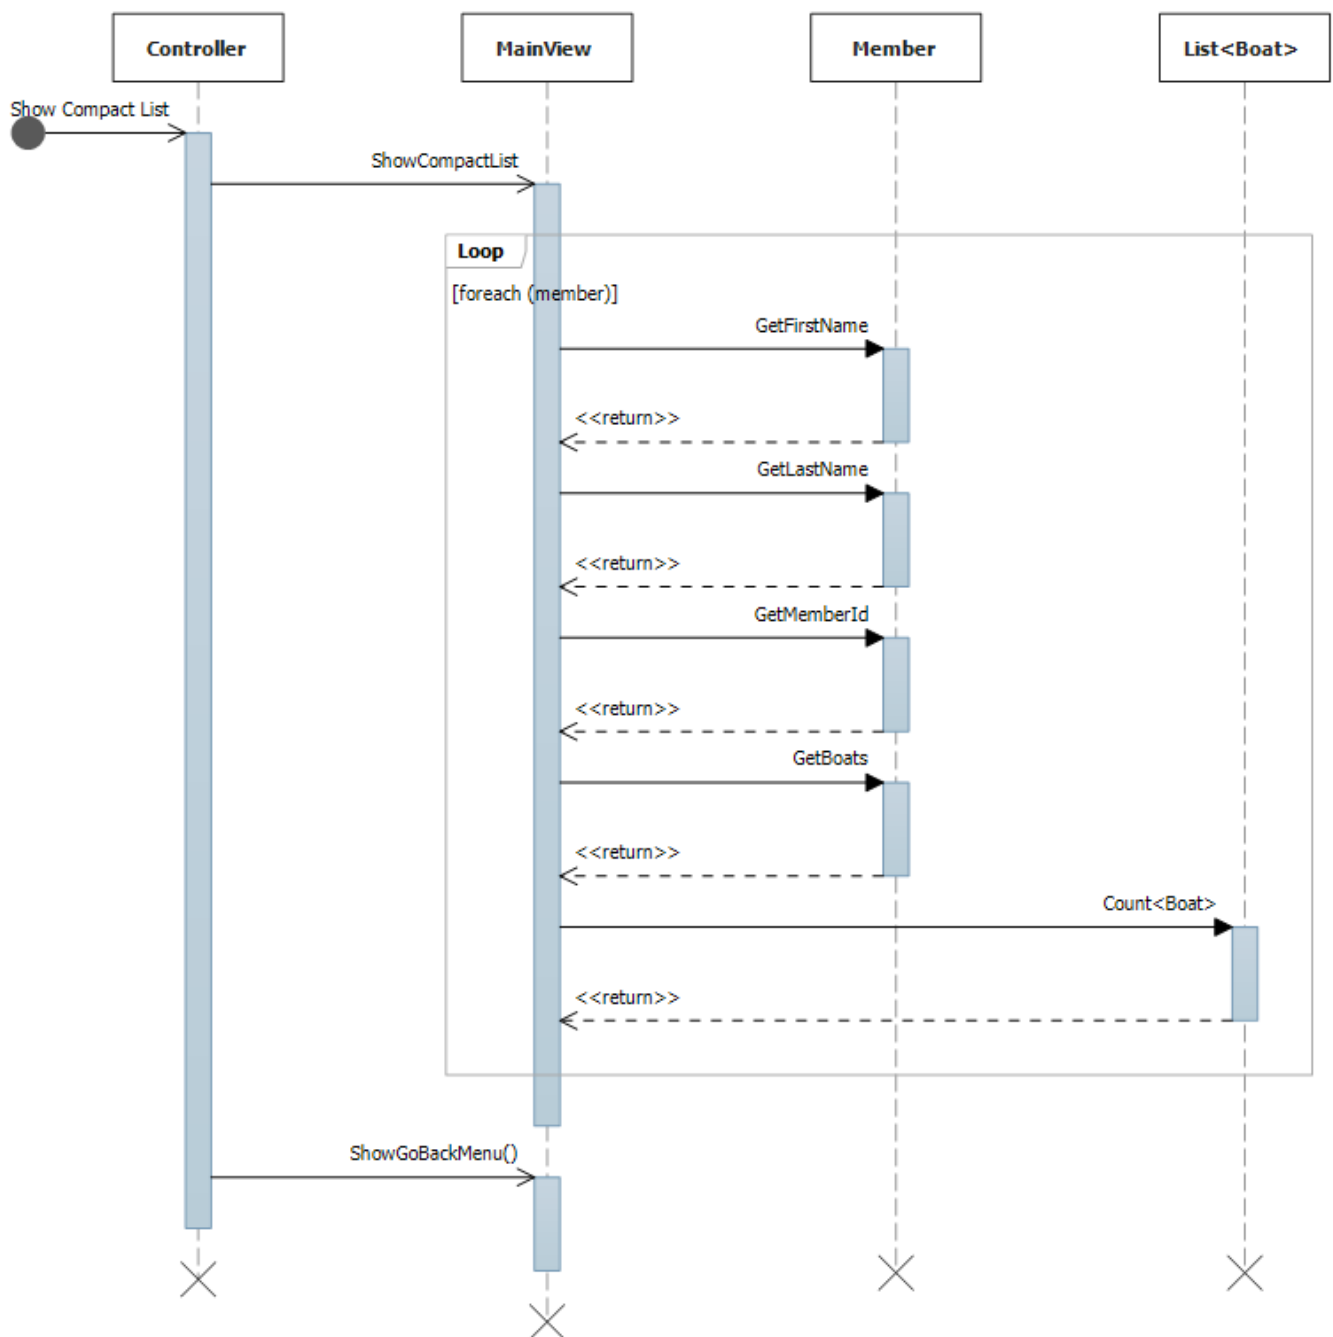 Controller
MainView
Member
List<Boat>
Show Compact List
ShowCompactList
Loop
[foreach (member)]
GetFirstName
<<return>>
GetLastName
<<return>>
GetMemberId
<<return>>
GetBoats
<<return>>
Count<Boat>
<<return>>
ShowGoBackMenu()